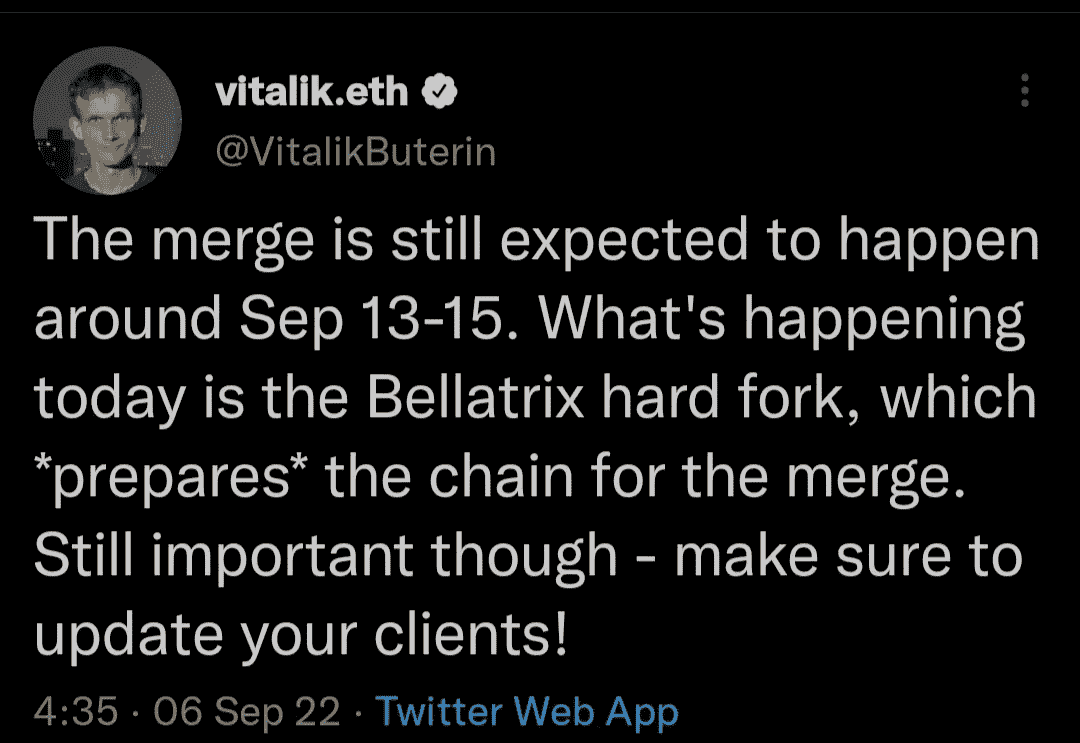 vitalik.eth
@VitalikButerin
The merge is still expected to happen
around Sep 13-15. What's happening
today is the Bellatrix hard fork, which
*prepares* the chain for the merge.
Still important though - make sure to
update your clients!
4:35 · 06 Sep 22 · Twitter Web App